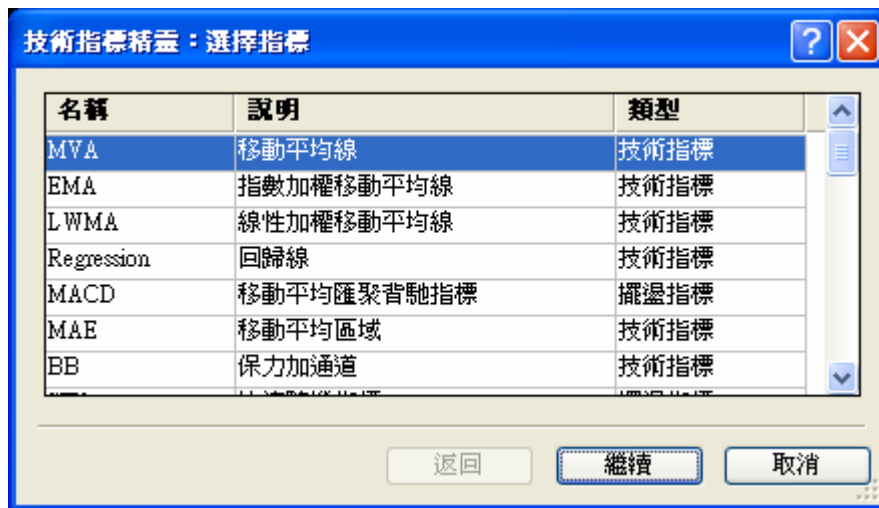 技術指標精靈：選擇指標
名稱 說明 類型
MVA 移動平均線 技術指標
EMA 指數加權移動平均線 技術指標
LWMA 線性加權移動平均線 技術指標
Regression 回歸線 技術指標
MACD 移動平均匯聚背馳指標 擺盪指標
MAE 移動平均區域 技術指標
BB 保力加通道 技術指標
返回 繼續 取消